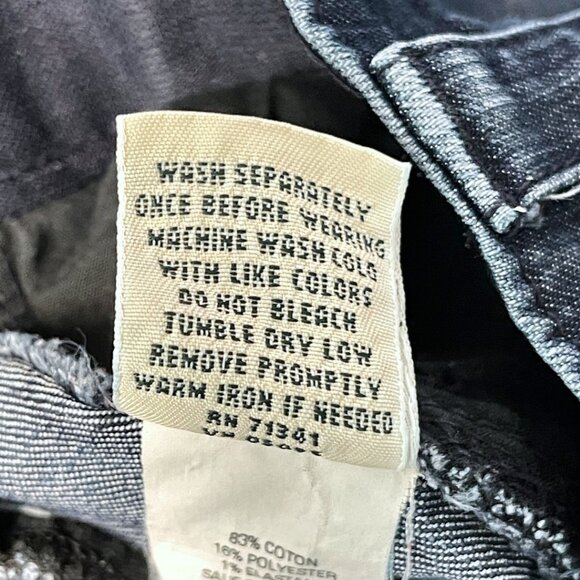 WASH SEPARATELY
ONCE BEFORE WEARING
MACHINE WASH COLD
WITH LIKE COLORS
DO NOT BLEACH
TUMBLE DRY LOW
REMOVE PROMPTLY
WARM IRON IF NEEDED
RN 71341
83% COTON
16% POLYESTER
1%